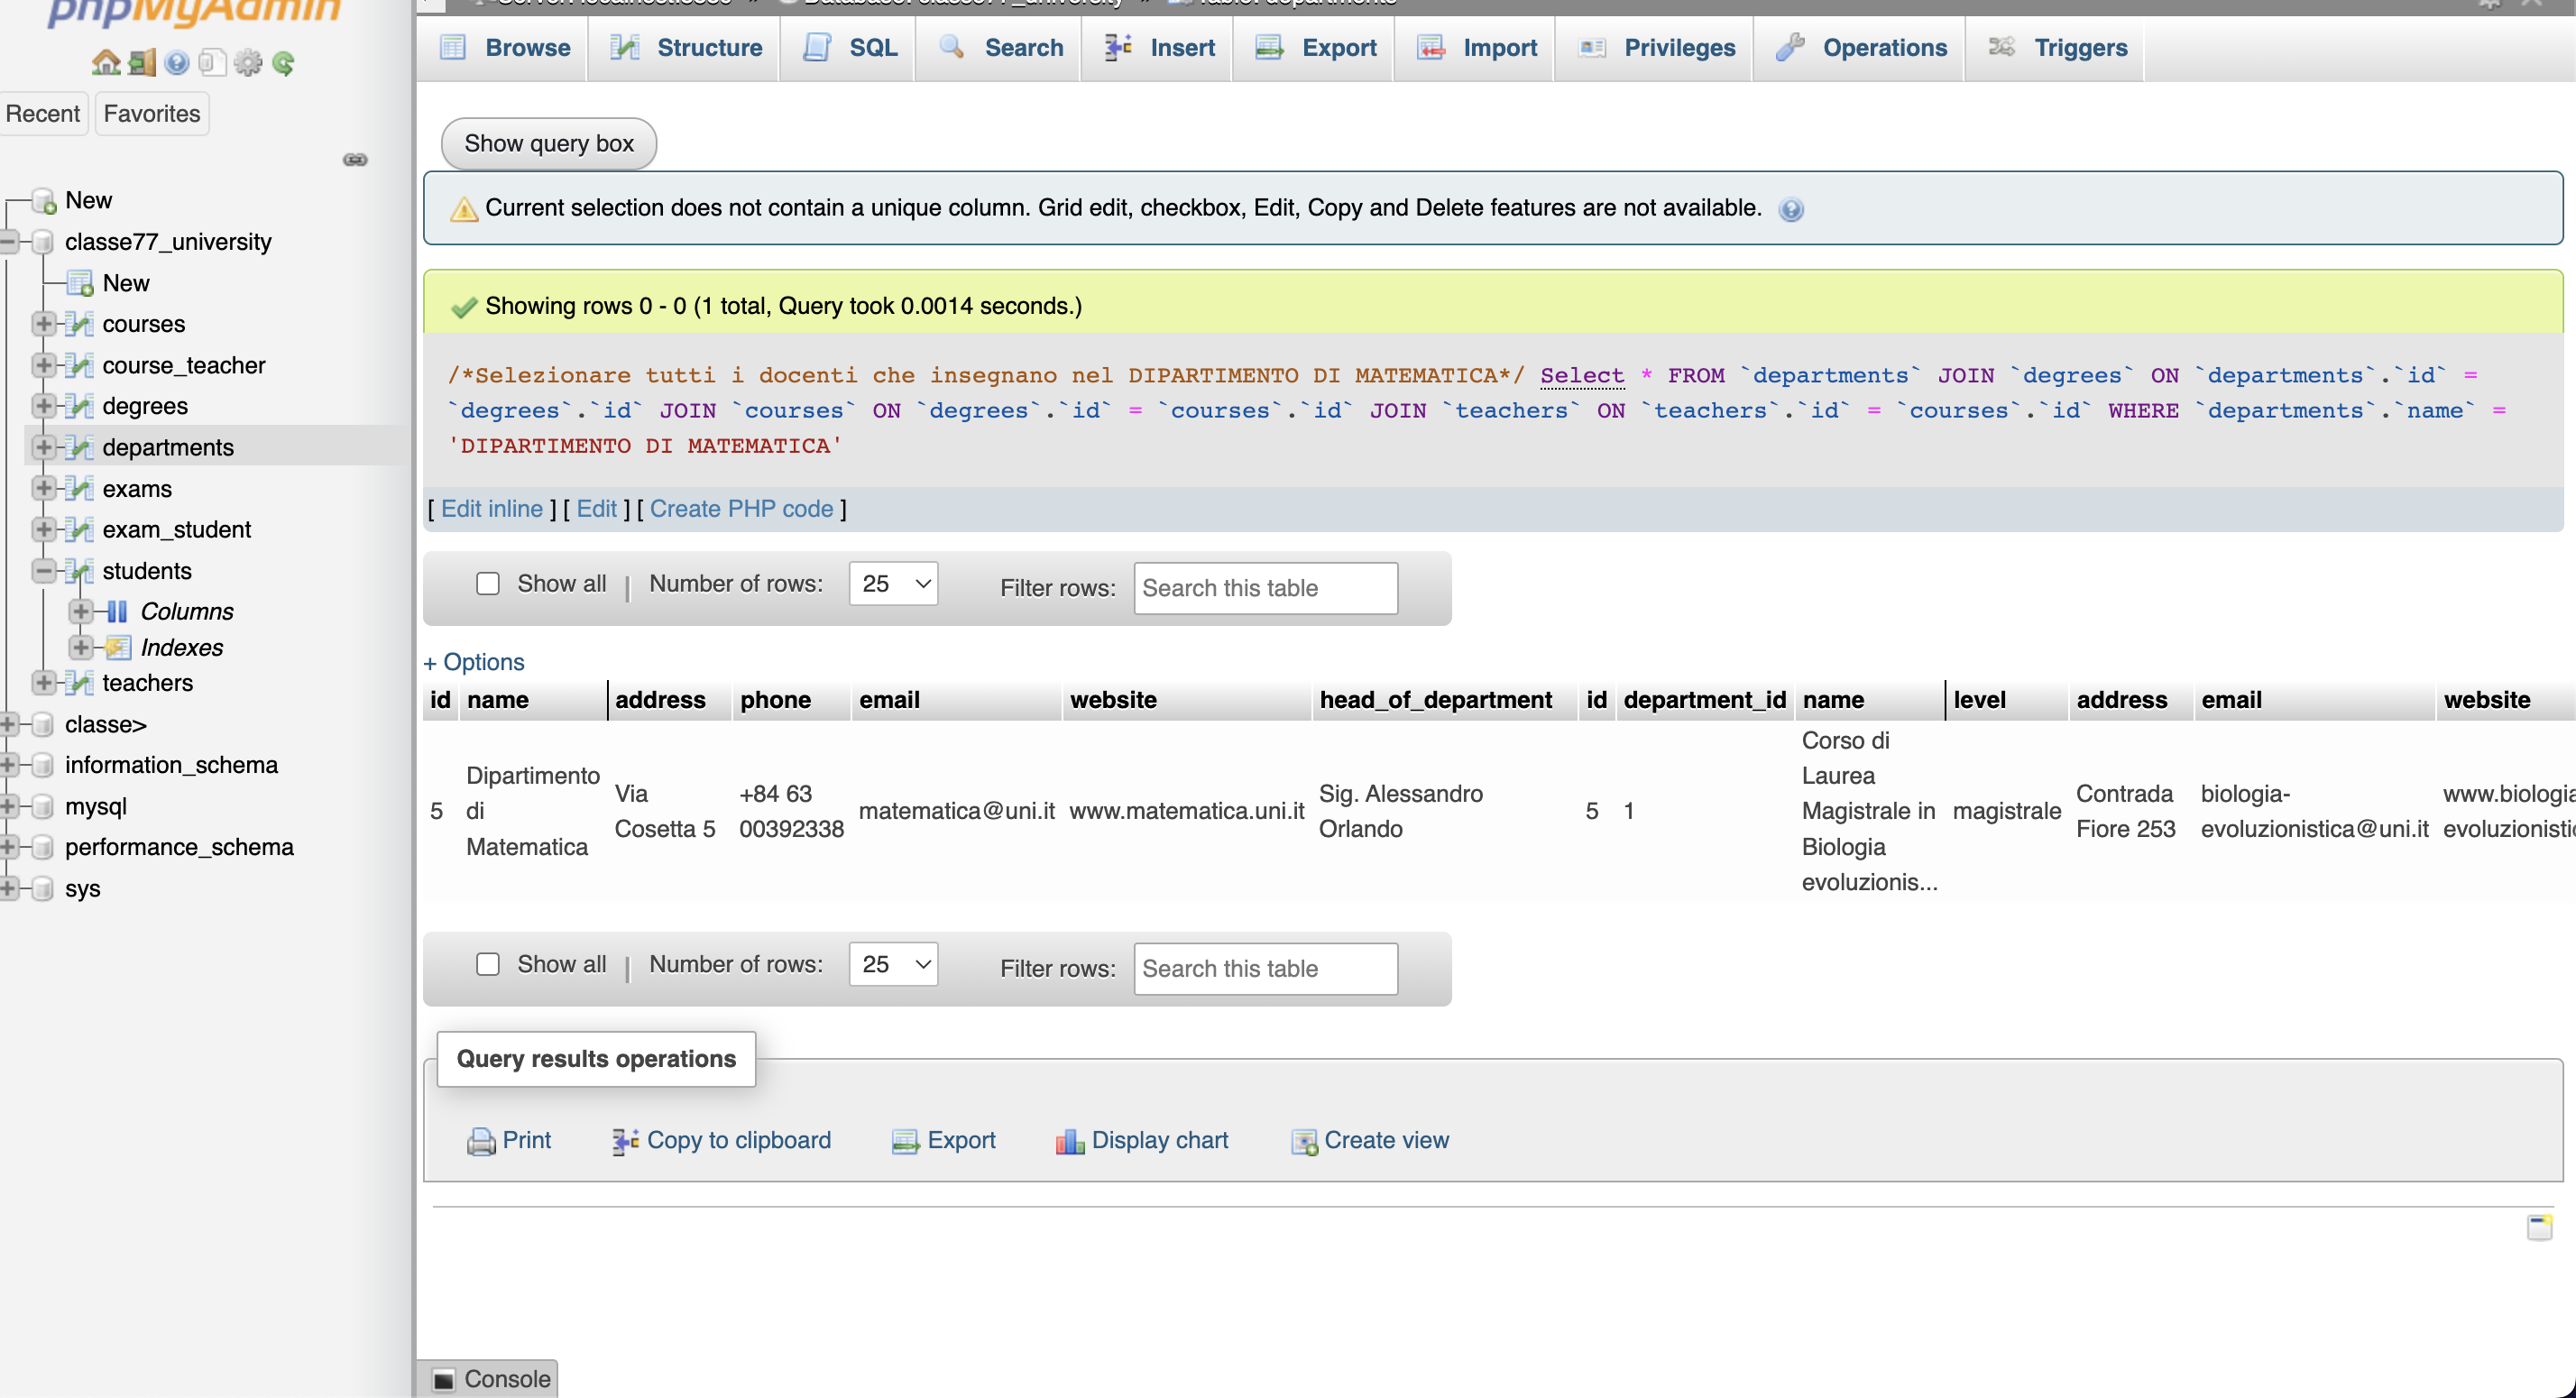 phpMyAdmin
Server: localhost:8889 » Database: classe77_university » Table: departments
Recent Favorites
New
classe77_university
New
courses
course_teacher
degrees
departments
exams
exam_student
students
Columns
Indexes
teachers
classe>
information_schema
mysql
performance_schema
sys
Browse Structure SQL Search Insert Export Import Privileges Operations Triggers
Show query box
Current selection does not contain a unique column. Grid edit, checkbox, Edit, Copy and Delete features are not available.
Showing rows 0 - 0 (1 total, Query took 0.0014 seconds.)
/*Selezionare tutti i docenti che insegnano nel DIPARTIMENTO DI MATEMATICA*/ Select * FROM `departments` JOIN `degrees` ON `departments`.`id` =
`degrees`.`id` JOIN `courses` ON `degrees`.`id` = `courses`.`id` JOIN `teachers` ON `teachers`.`id` = `courses`.`id` WHERE `departments`.`name` =
'DIPARTIMENTO DI MATEMATICA'
[ Edit inline ] [ Edit ] [ Create PHP code ]
Show all | Number of rows: 25 Filter rows: Search this table
+ Options
id name address phone email website head_of_department id department_id name level address email website
5 Dipartimento di Matematica Via Cosetta 5 +84 63 00392338 matematica@uni.it www.matematica.uni.it Sig. Alessandro Orlando 5 1 Corso di Laurea Magistrale in Biologia evoluzionis... magistrale Contrada Fiore 253 biologia-evoluzionistica@uni.it www.biologia evoluzionistic
Show all | Number of rows: 25 Filter rows: Search this table
Query results operations
Print Copy to clipboard Export Display chart Create view
Console